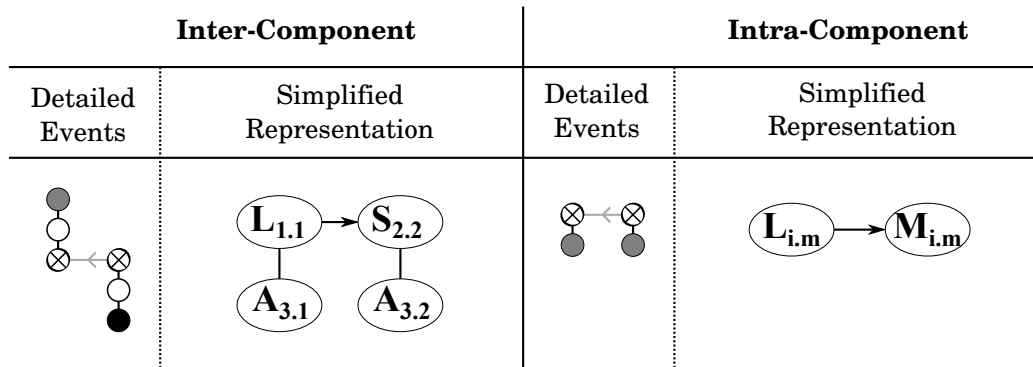 Inter-Component Intra-Component
Detailed Events Simplified Representation Detailed Events Simplified Representation
L1.1 S2.2 Li.m Mi.m
A3.1 A3.2